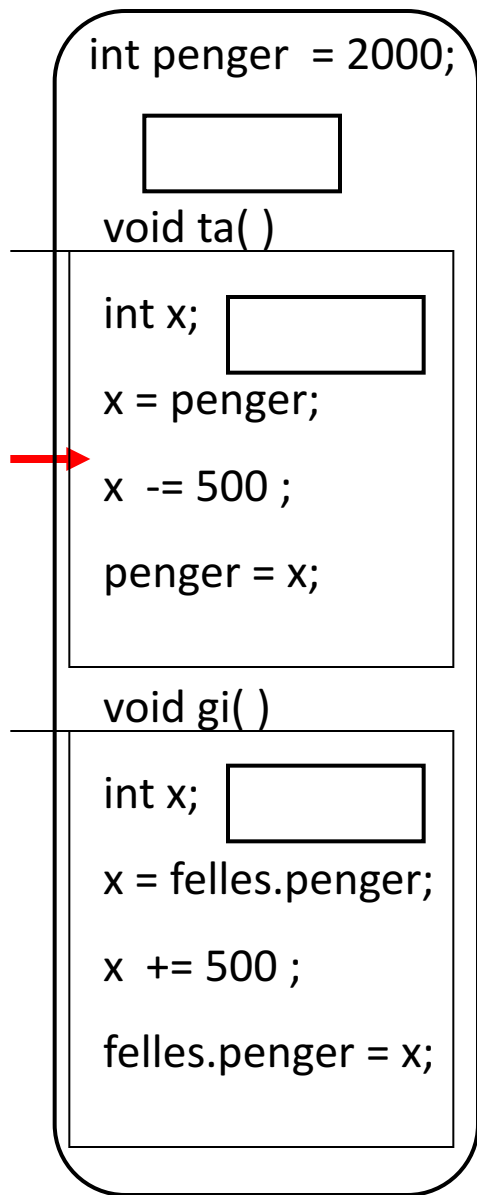 int penger  = 2000;
void ta( )
int x;
x = penger;
x  -= 500 ;
penger = x;
void gi( )
int x;
x = felles.penger;
x  += 500 ;
felles.penger = x;